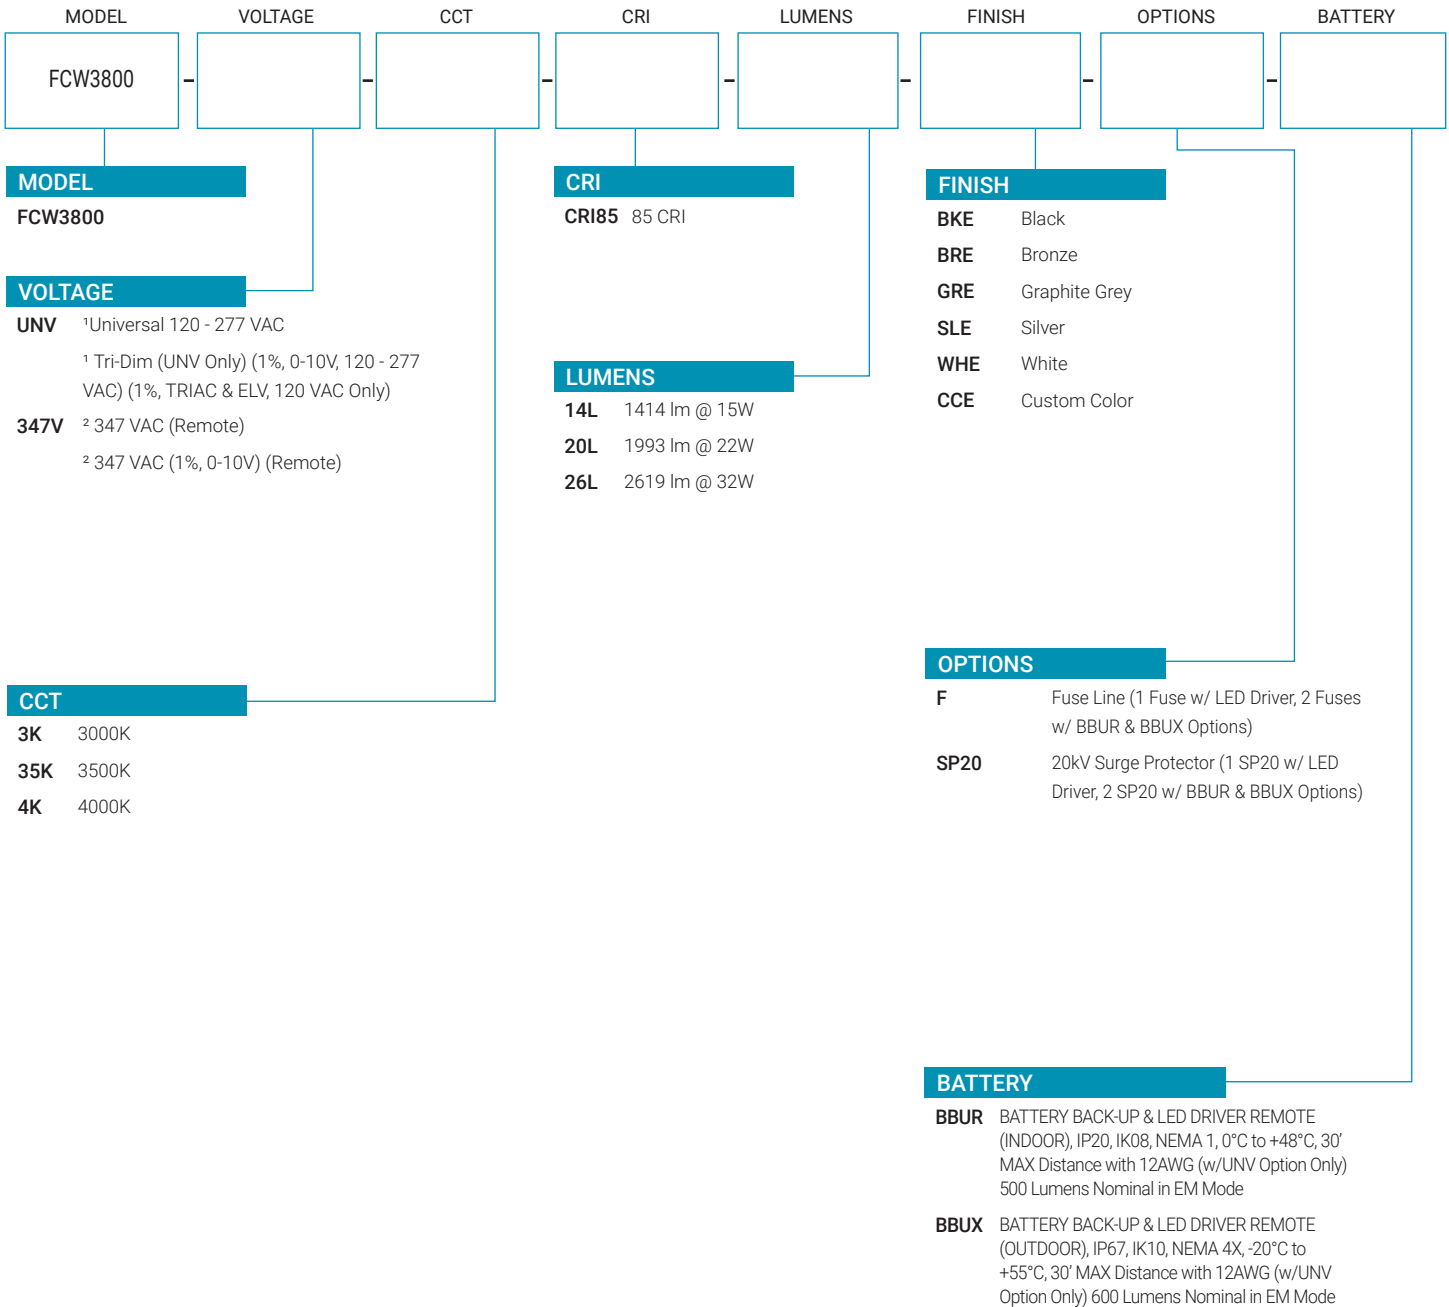 MODEL VOLTAGE CCT CRI LUMENS FINISH OPTIONS BATTERY
FCW3800 - - - - - - -
MODEL
FCW3800
VOLTAGE
UNV ¹Universal 120 - 277 VAC
¹ Tri-Dim (UNV Only) (1%, 0-10V, 120 - 277
VAC) (1%, TRIAC & ELV, 120 VAC Only)
347V ² 347 VAC (Remote)
² 347 VAC (1%, 0-10V) (Remote)
CCT
3K 3000K
35K 3500K
4K 4000K
CRI
CRI85 85 CRI
LUMENS
14L 1414 lm @ 15W
20L 1993 lm @ 22W
26L 2619 lm @ 32W
FINISH
BKE Black
BRE Bronze
GRE Graphite Grey
SLE Silver
WHE White
CCE Custom Color
OPTIONS
F Fuse Line (1 Fuse w/ LED Driver, 2 Fuses
w/ BBUR & BBUX Options)
SP20 20kV Surge Protector (1 SP20 w/ LED
Driver, 2 SP20 w/ BBUR & BBUX Options)
BATTERY
BBUR BATTERY BACK-UP & LED DRIVER REMOTE
(INDOOR), IP20, IK08, NEMA 1, 0°C to +48°C, 30’
MAX Distance with 12AWG (w/UNV Option Only)
500 Lumens Nominal in EM Mode
BBUX BATTERY BACK-UP & LED DRIVER REMOTE
(OUTDOOR), IP67, IK10, NEMA 4X, -20°C to
+55°C, 30’ MAX Distance with 12AWG (w/UNV
Option Only) 600 Lumens Nominal in EM Mode